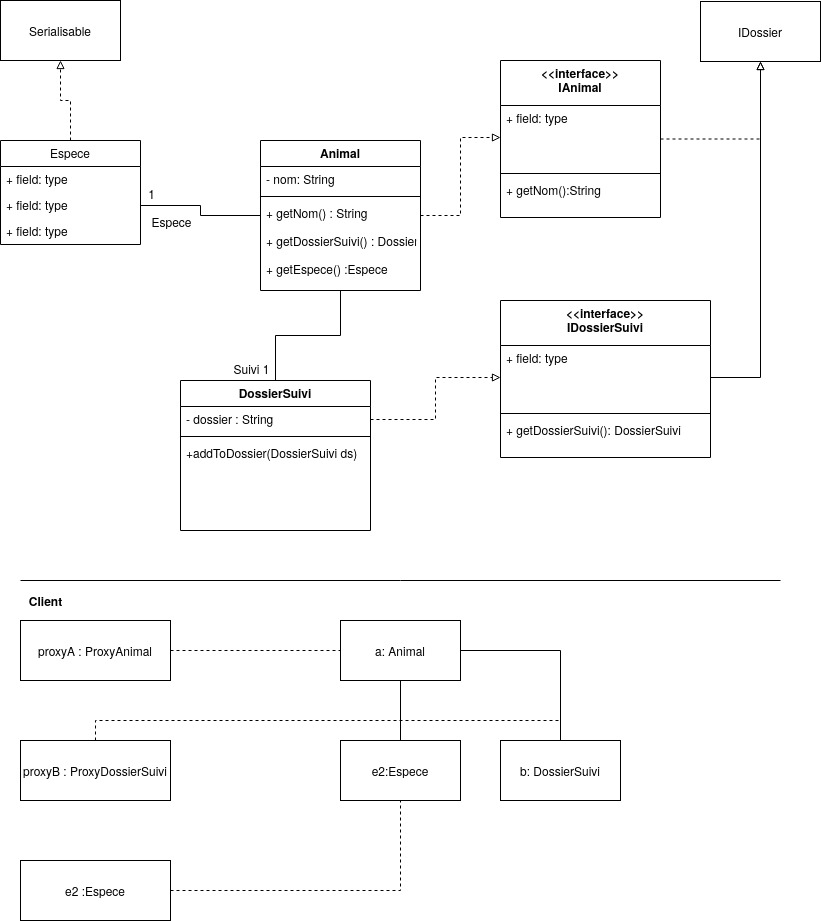 Serialisable
IDossier
<<interface>>
IAnimal
+ field: type
+ getNom():String
Espece
+ field: type
+ field: type
+ field: type
1
Espece
Animal
- nom: String
+ getNom() : String
+ getDossierSuivi() : Dossier
+ getEspece() :Espece
<<interface>>
IDossierSuivi
+ field: type
+ getDossierSuivi(): DossierSuivi
Suivi 1
DossierSuivi
- dossier : String
+addToDossier(DossierSuivi ds)
Client
proxyA : ProxyAnimal
a: Animal
proxyB : ProxyDossierSuivi
e2:Espece
b: DossierSuivi
e2 :Espece